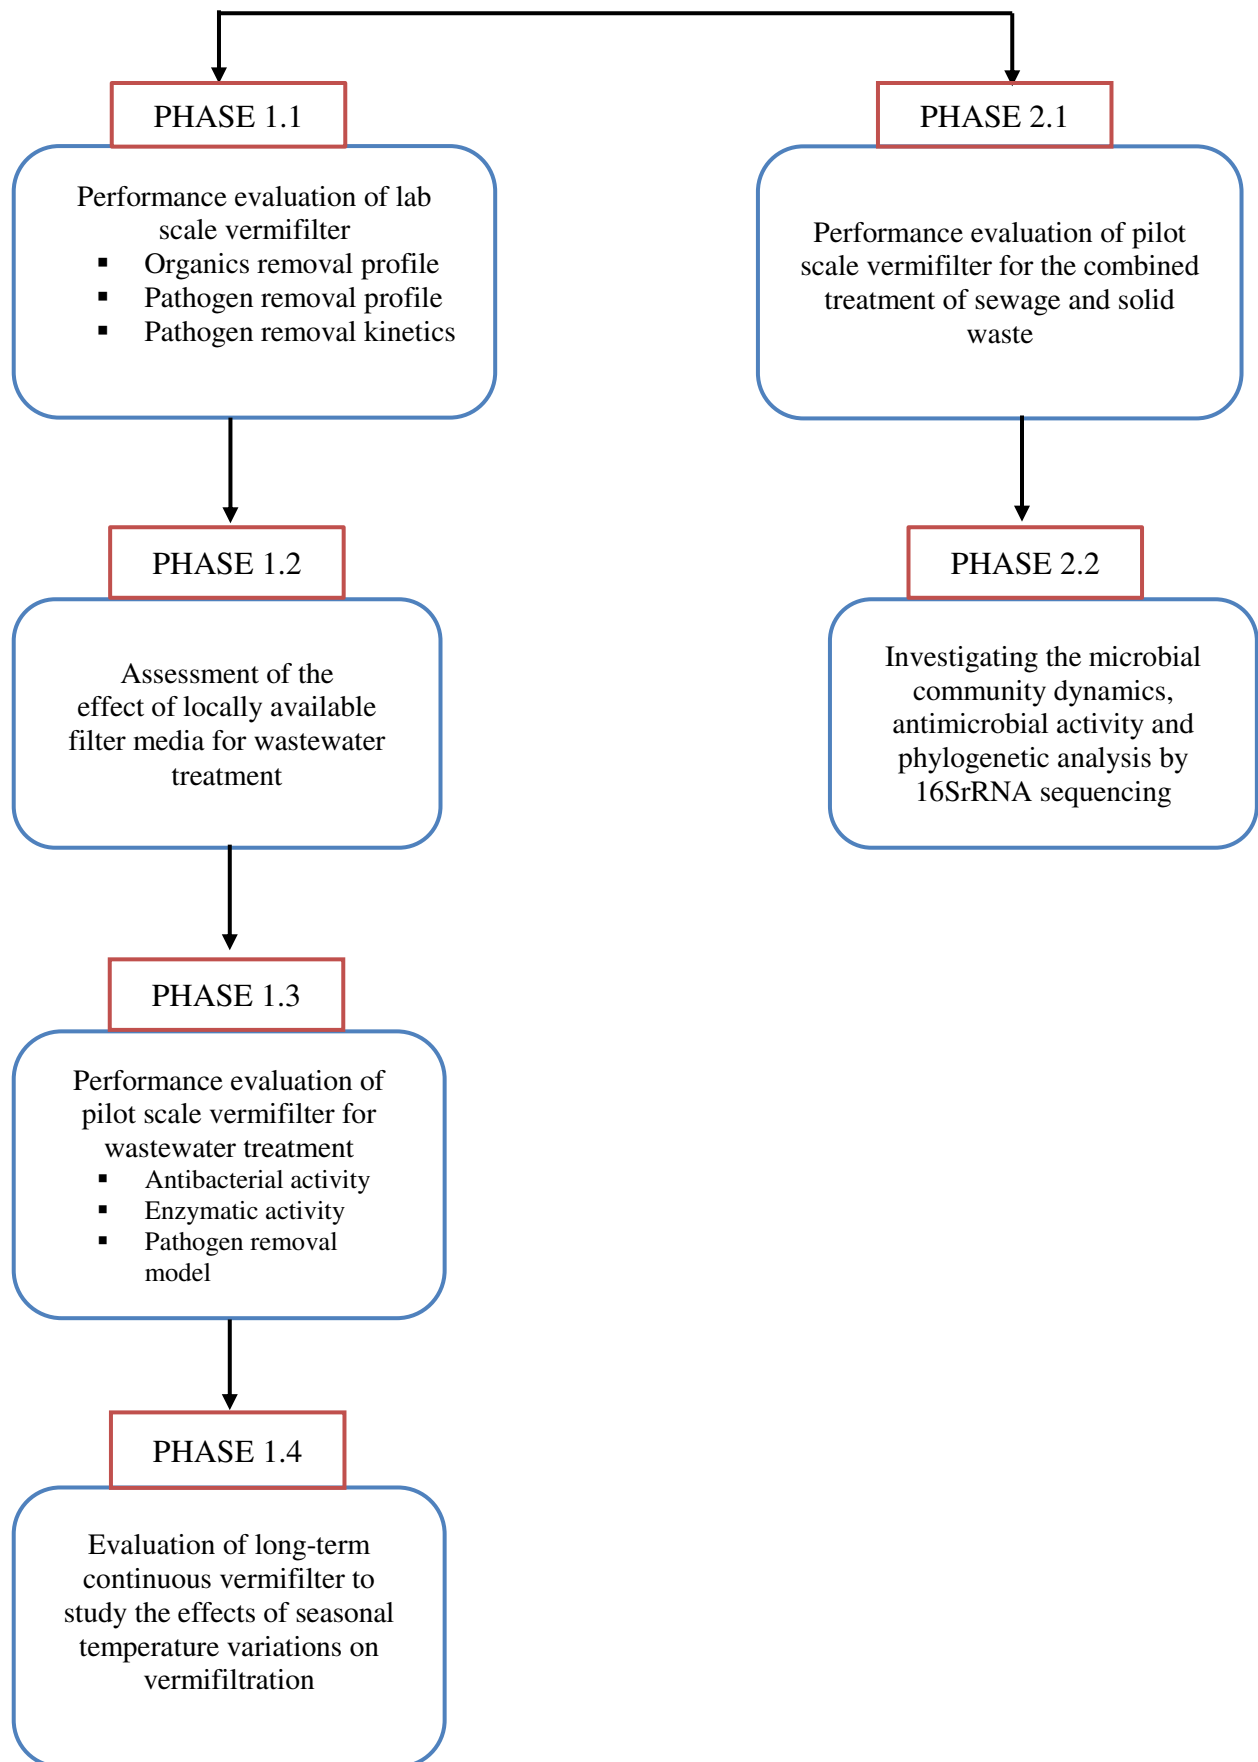 PHASE 1.1
Performance evaluation of lab
scale vermifilter
▪ Organics removal profile
▪ Pathogen removal profile
▪ Pathogen removal kinetics
PHASE 1.2
Assessment of the
effect of locally available
filter media for wastewater
treatment
PHASE 1.3
Performance evaluation of
pilot scale vermifilter for
wastewater treatment
▪ Antibacterial activity
▪ Enzymatic activity
▪ Pathogen removal
model
PHASE 1.4
Evaluation of long-term
continuous vermifilter to
study the effects of seasonal
temperature variations on
vermifiltration
PHASE 2.1
Performance evaluation of pilot
scale vermifilter for the combined
treatment of sewage and solid
waste
PHASE 2.2
Investigating the microbial
community dynamics,
antimicrobial activity and
phylogenetic analysis by
16SrRNA sequencing